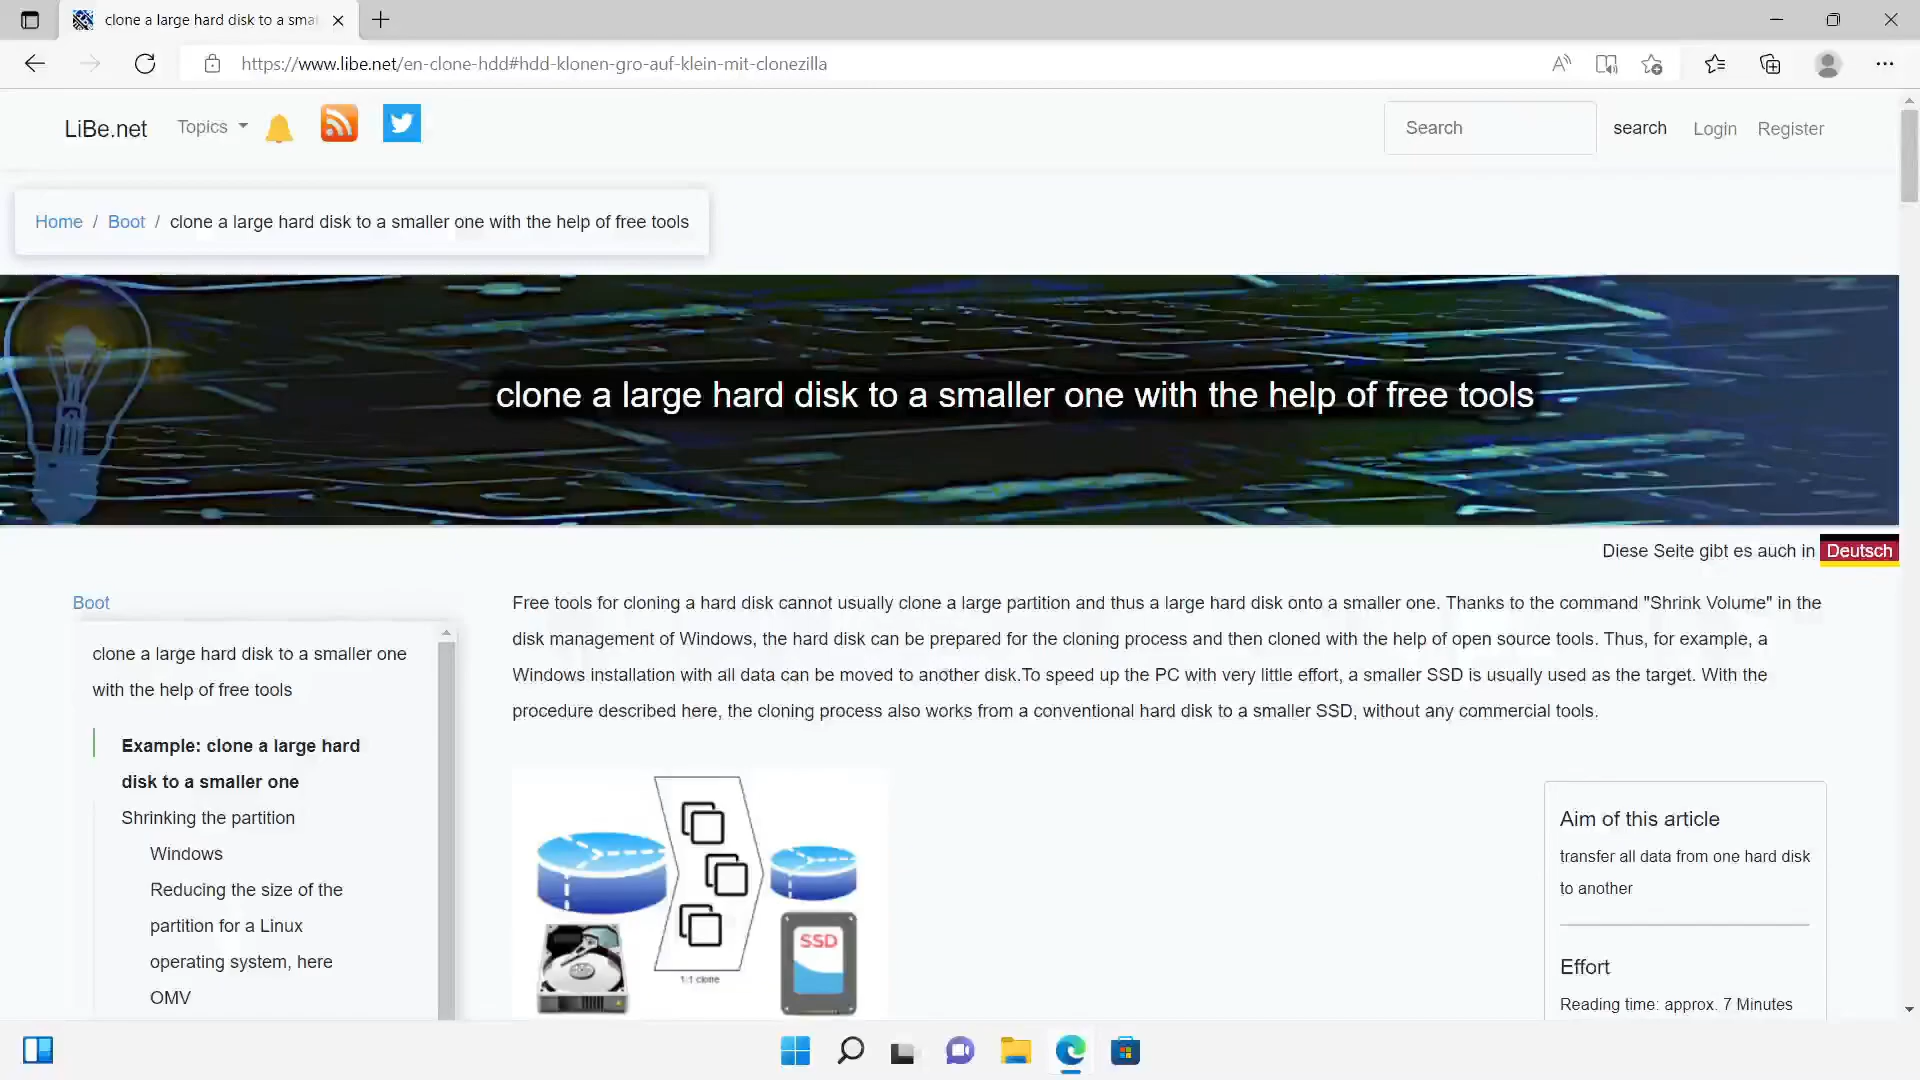 clone a large hard disk to a smal
https://www.libe.net/en-clone-hdd#hdd-klonen-gro-auf-klein-mit-clonezilla
LiBe.net
Topics
Search
search
Login
Register
Home / Boot / clone a large hard disk to a smaller one with the help of free tools
clone a large hard disk to a smaller one with the help of free tools
Diese Seite gibt es auch in Deutsch
Boot
clone a large hard disk to a smaller one
with the help of free tools
Example: clone a large hard
disk to a smaller one
Shrinking the partition
Windows
Reducing the size of the
partition for a Linux
operating system, here
OMV
Free tools for cloning a hard disk cannot usually clone a large partition and thus a large hard disk onto a smaller one. Thanks to the command "Shrink Volume" in the
disk management of Windows, the hard disk can be prepared for the cloning process and then cloned with the help of open source tools. Thus, for example, a
Windows installation with all data can be moved to another disk.To speed up the PC with very little effort, a smaller SSD is usually used as the target. With the
procedure described here, the cloning process also works from a conventional hard disk to a smaller SSD, without any commercial tools.
SSD
1:1 clone
Aim of this article
transfer all data from one hard disk
to another
Effort
Reading time: approx. 7 Minutes